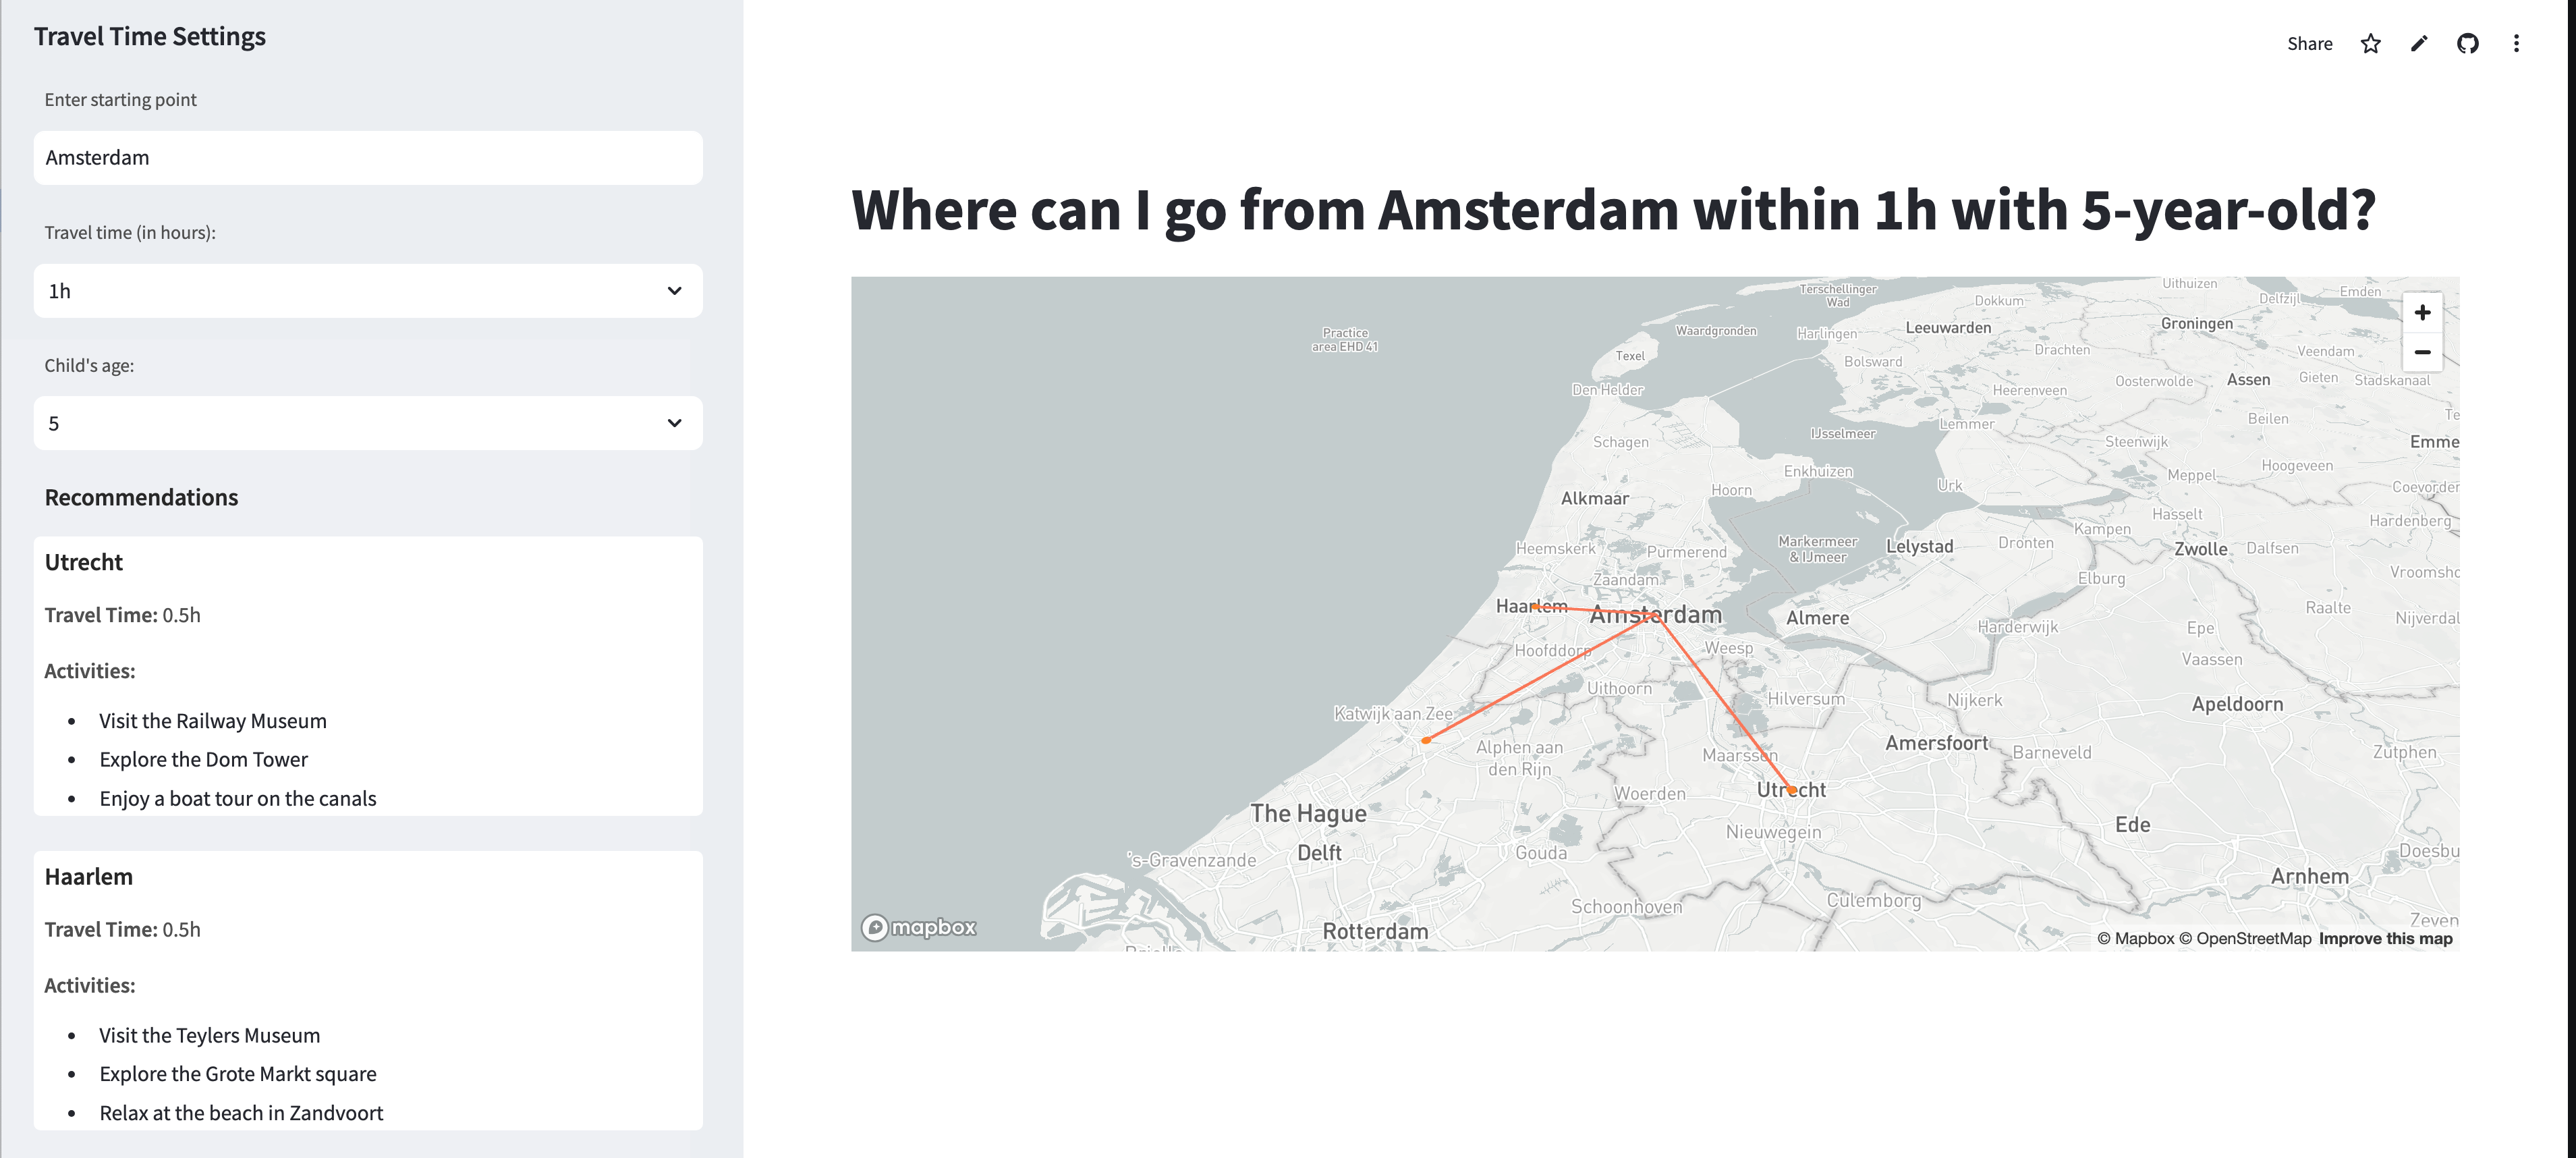 Travel Time Settings
Enter starting point
Amsterdam
Travel time (in hours):
1h
Child's age:
5
Recommendations
Utrecht
Travel Time: 0.5h
Activities:
• Visit the Railway Museum
• Explore the Dom Tower
• Enjoy a boat tour on the canals
Haarlem
Travel Time: 0.5h
Activities:
• Visit the Teylers Museum
• Explore the Grote Markt square
• Relax at the beach in Zandvoort
Share
Where can I go from Amsterdam within 1h with 5-year-old?
Practice
area EHD 41
Terschellinger
Wad
Uithuizen
Delfzijl
Emden
Dokkum
Waardgronden
Harlingen
Leeuwarden
Groningen
Texel
Bolsward
Drachten
Veendam
Den Helder
Heerenveen
Oosterwolde
Assen
Gieten
Stadskanaal
Lemmer
Beilen
Te
Schagen
IJsselmeer
Steenwijk
Emme
Enkhuizen
Meppel
Hoogeveen
Alkmaar
Hoorn
Urk
Coevorder
Hasselt
Hardenberg
Kampen
Heemskerk
Purmerend
Markermeer
& IJmeer
Lelystad
Dronten
Zwolle
Dalfsen
Zaandam
Elburg
Vroomsho
Haarlem
Amsterdam
Almere
Harderwijk
Raalte
Nijverdal
Epe
Hoofddorp
Weesp
Vaassen
Uithoorn
Hilversum
Nijkerk
Apeldoorn
Katwijk aan Zee
Alphen aan
den Rijn
Maarssen
Amersfoort
Barneveld
Zutphen
Woerden
Utrecht
The Hague
Nieuwegein
Ede
's-Gravenzande
Delft
Gouda
Doesbu
Arnhem
Schoonhoven
Culemborg
Zeven
Rotterdam
mapbox
© Mapbox © OpenStreetMap Improve this map